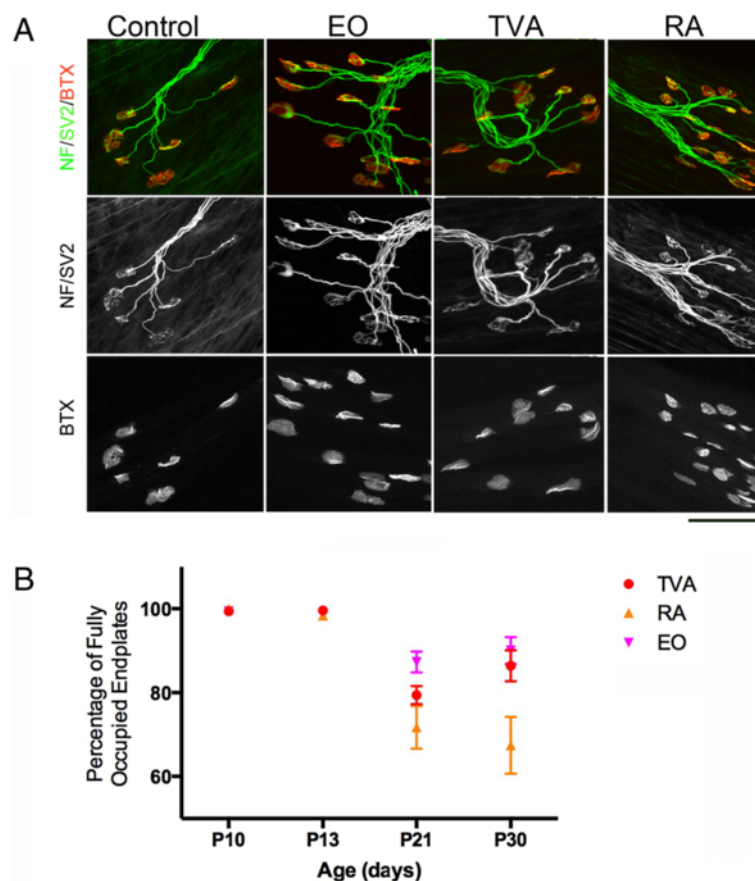 A
Control EO TVA RA
NF/SV2/BTX
NF/SV2
BTX
B
Percentage of Fully
Occupied Endplates
100
80
60
P10 P13 P21 P30
Age (days)
TVA
RA
EO